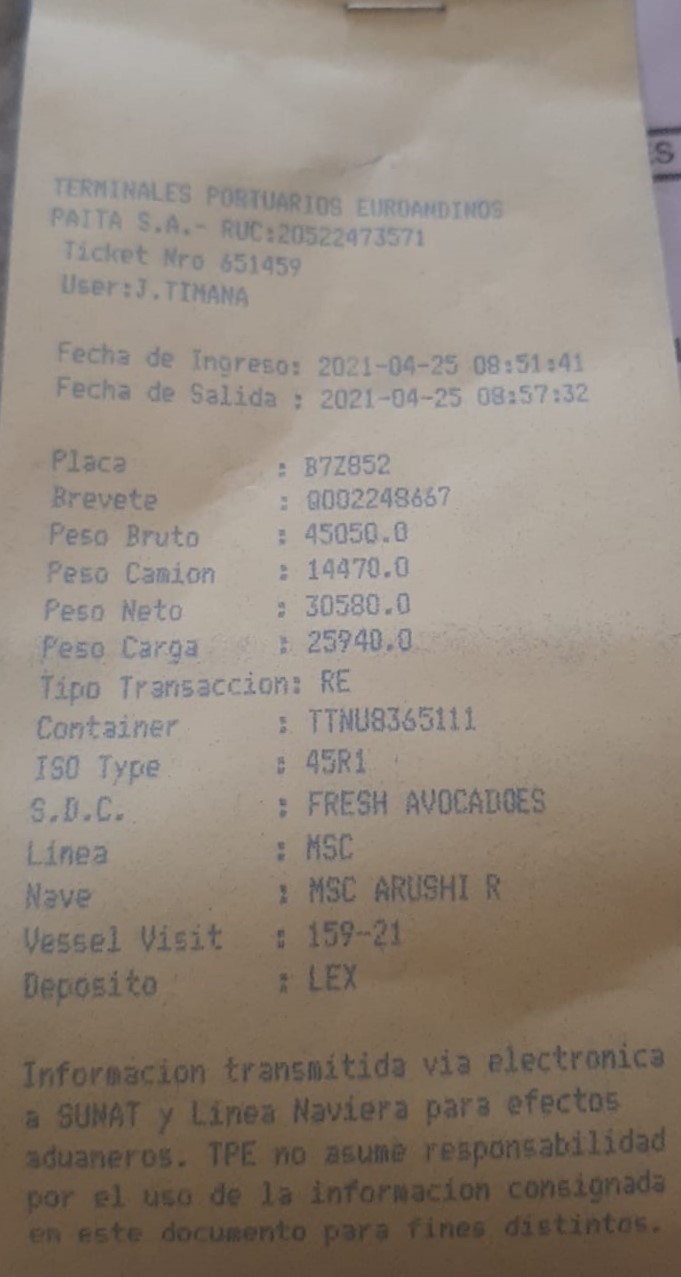 S
TERMINALES PORTUARIOS EUROANDINOS
PAITA S.A.- RUC:20522473571
Ticket Nro 651459
User:J.TIMANA
Fecha de Ingreso: 2021-04-25 08:51:41
Fecha de Salida : 2021-04-25 08:57:32
Placa : B7Z852
Brevete : Q002248667
Peso Bruto : 45050.0
Peso Camion : 14470.0
Peso Neto : 30580.0
Peso Carga : 25940.0
Tipo Transaccion: RE
Container : TTNU8365111
ISO Type : 45R1
S.D.C. : FRESH AVOCADOES
Linea : MSC
Nave : MSC ARUSHI R
Vessel Visit : 159-21
Deposito : LEX
Informacion transmitida via electronica
a SUNAT y Linea Naviera para efectos
aduaneros. TPE no asume responsabilidad
por el uso de la informacion consignada
en este documento para fines distintos.